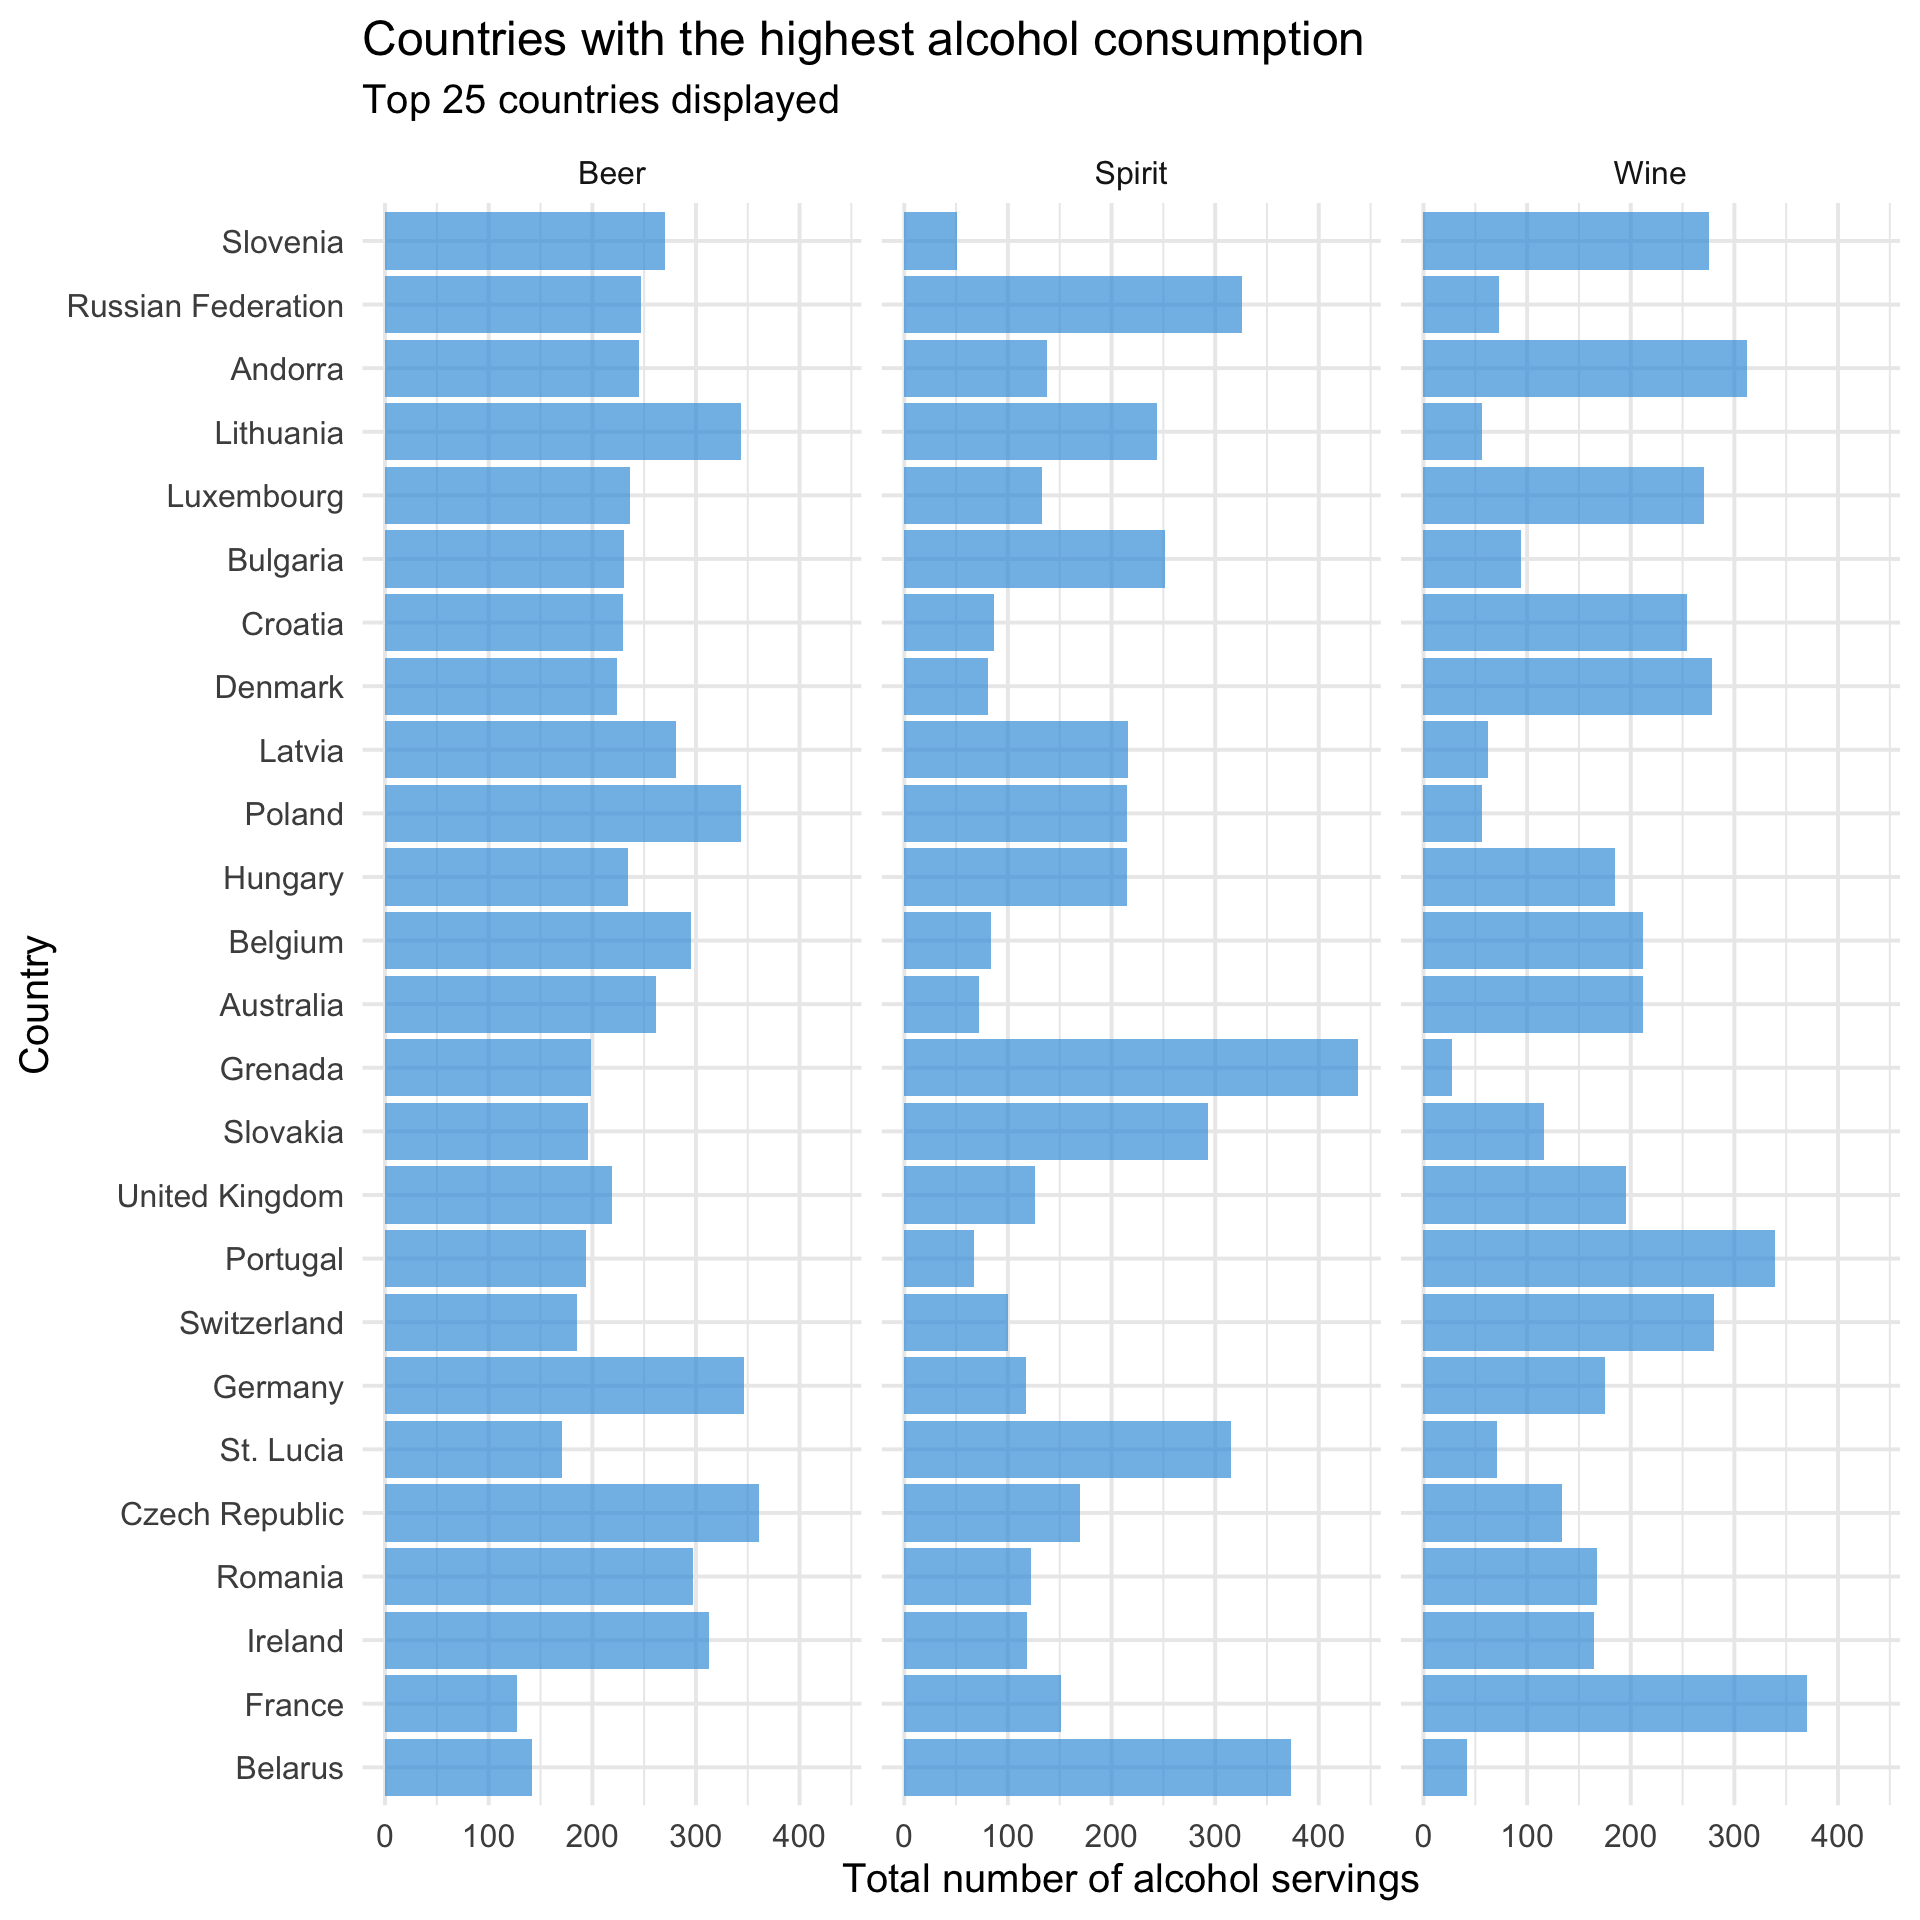 Countries with the highest alcohol consumption
Top 25 countries displayed
Beer
Spirit
Wine
Country
Slovenia
Russian Federation
Andorra
Lithuania
Luxembourg
Bulgaria
Croatia
Denmark
Latvia
Poland
Hungary
Belgium
Australia
Grenada
Slovakia
United Kingdom
Portugal
Switzerland
Germany
St. Lucia
Czech Republic
Romania
Ireland
France
Belarus
0 100 200 300 400
0 100 200 300 400
0 100 200 300 400
Total number of alcohol servings